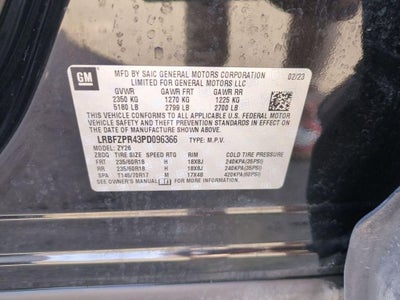 GM
MFD BY SAIC GENERAL MOTORS CORPORATION 02/23
LIMITED FOR GENERAL MOTORS LLC
GVWR GAWR FRT GAWR RR
2350 KG 1270 KG 1225 KG
5180 LB 2799 LB 2700 LB
THIS VEHICLE CONFORMS TO ALL APPLICABLE U.S. FEDERAL MOTOR
VEHICLE SAFETY AND THEFT PREVENTION STANDARDS IN EFFECT ON
THE DATE OF MANUFACTURE SHOWN ABOVE.
LRBFZPR43PD096366 TYPE: M.P.V.
MODEL: ZY26
ZBDQ TIRE SIZE SPEED RTG RIM COLD TIRE PRESSURE
FRT 235/60R18 H 18X8J 240KPA(35PSI)
RR 235/60R18 H 18X8J 240KPA(35PSI)
SPA T145/70R17 M 17X4B 420KPA(60PSI)
SEE OWNER'S MANUAL FOR MORE INFORMATION.